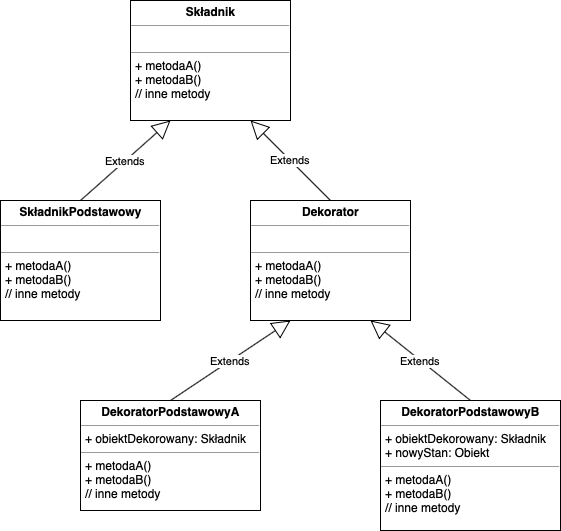 Składnik
+ metodaA()
+ metodaB()
// inne metody
Extends
Extends
SkładnikPodstawowy
+ metodaA()
+ metodaB()
// inne metody
Dekorator
+ metodaA()
+ metodaB()
// inne metody
Extends
Extends
DekoratorPodstawowyA
+ obiektDekorowany: Składnik
+ metodaA()
+ metodaB()
// inne metody
DekoratorPodstawowyB
+ obiektDekorowany: Składnik
+ nowyStan: Obiekt
+ metodaA()
+ metodaB()
// inne metody